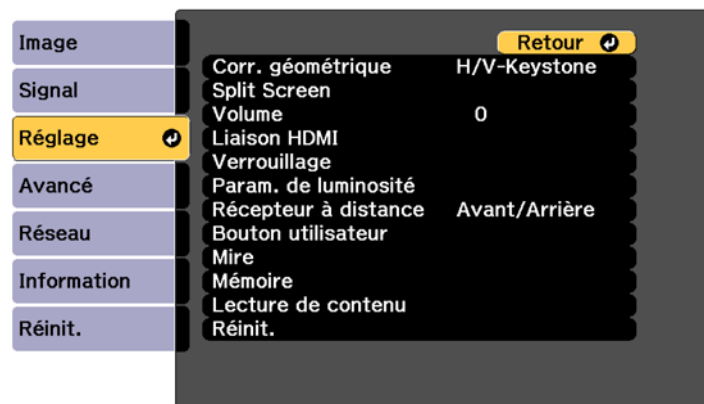 Image
Signal
Réglage
Avancé
Réseau
Information
Réinit.
Retour
Corr. géométrique H/V-Keystone
Split Screen
Volume 0
Liaison HDMI
Verrouillage
Param. de luminosité
Récepteur à distance Avant/Arrière
Bouton utilisateur
Mire
Mémoire
Lecture de contenu
Réinit.